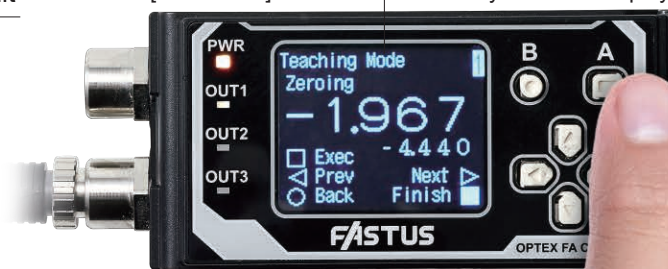 PWR
OUT1
OUT2
OUT3
Teaching Mode 1
Zeroing
-1.967
-4.440
Exec
Prev Next
Back Finish
B A
FASTUS
OPTEX FA